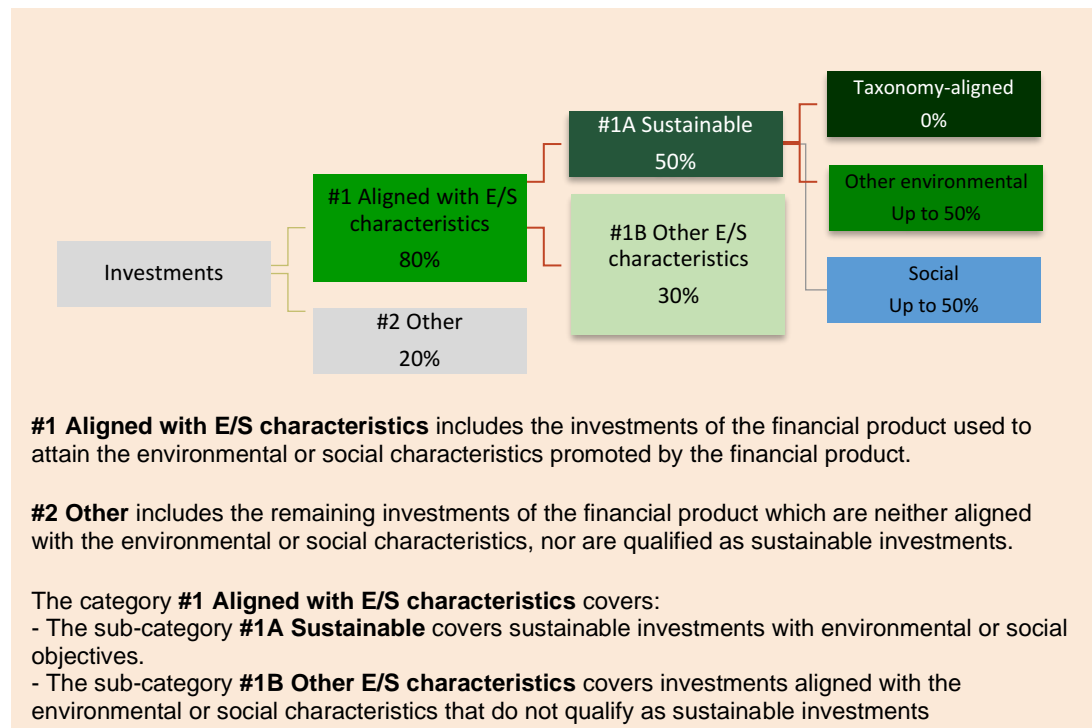 Investments
#1 Aligned with E/S
characteristics
80%
#2 Other
20%
#1A Sustainable
50%
#1B Other E/S
characteristics
30%
Taxonomy-aligned
0%
Other environmental
Up to 50%
Social
Up to 50%
#1 Aligned with E/S characteristics includes the investments of the financial product used to
attain the environmental or social characteristics promoted by the financial product.
#2 Other includes the remaining investments of the financial product which are neither aligned
with the environmental or social characteristics, nor are qualified as sustainable investments.
The category #1 Aligned with E/S characteristics covers:
- The sub-category #1A Sustainable covers sustainable investments with environmental or social
objectives.
- The sub-category #1B Other E/S characteristics covers investments aligned with the
environmental or social characteristics that do not qualify as sustainable investments